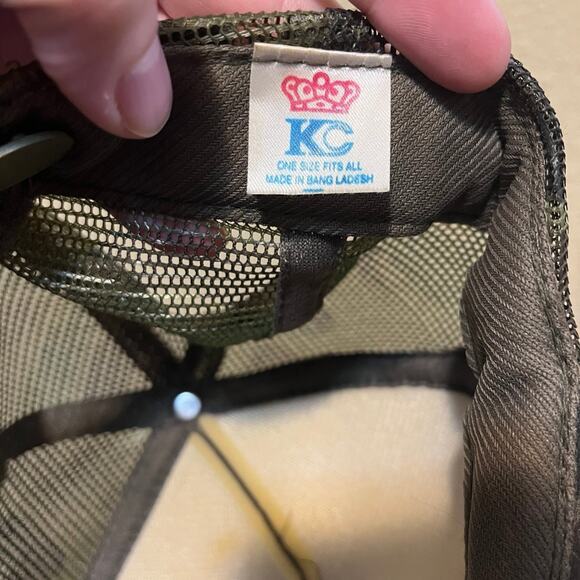 KC
ONE SIZE FITS ALL
MADE IN BANG LADESH